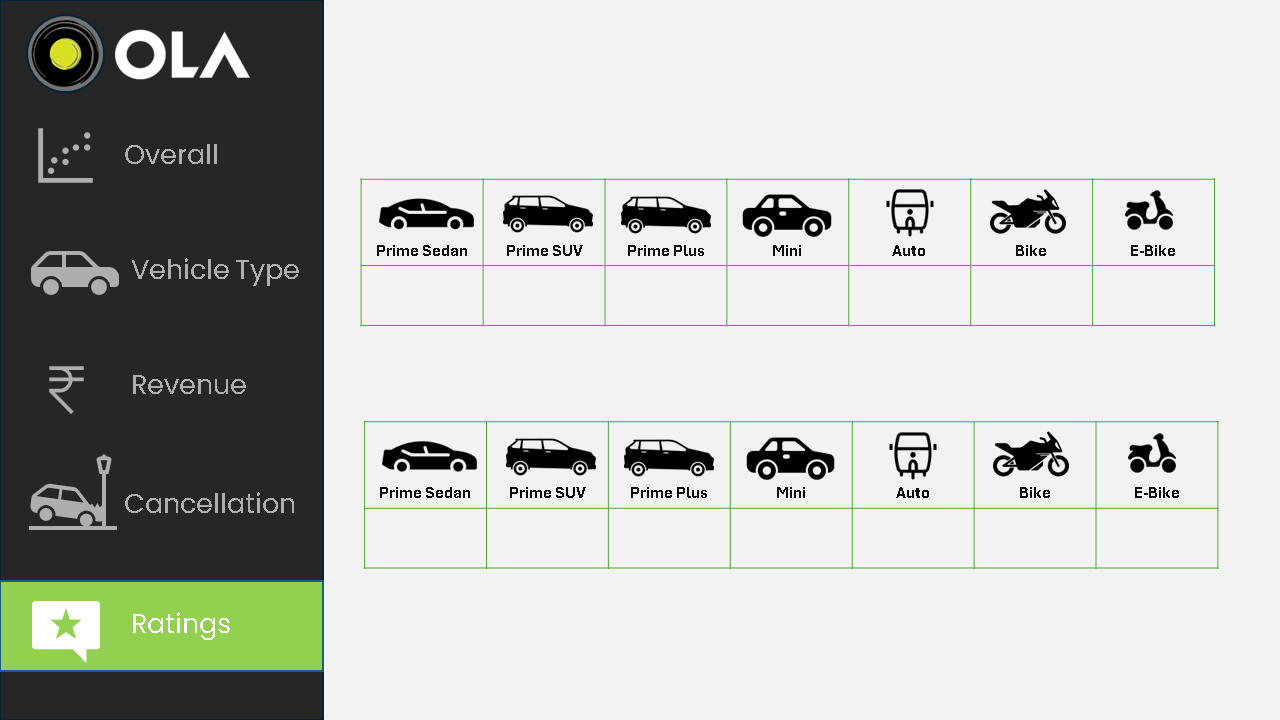 OLA
Overall
Vehicle Type
Revenue
Cancellation
Ratings
Prime Sedan Prime SUV Prime Plus Mini Auto Bike E-Bike
Prime Sedan Prime SUV Prime Plus Mini Auto Bike E-Bike